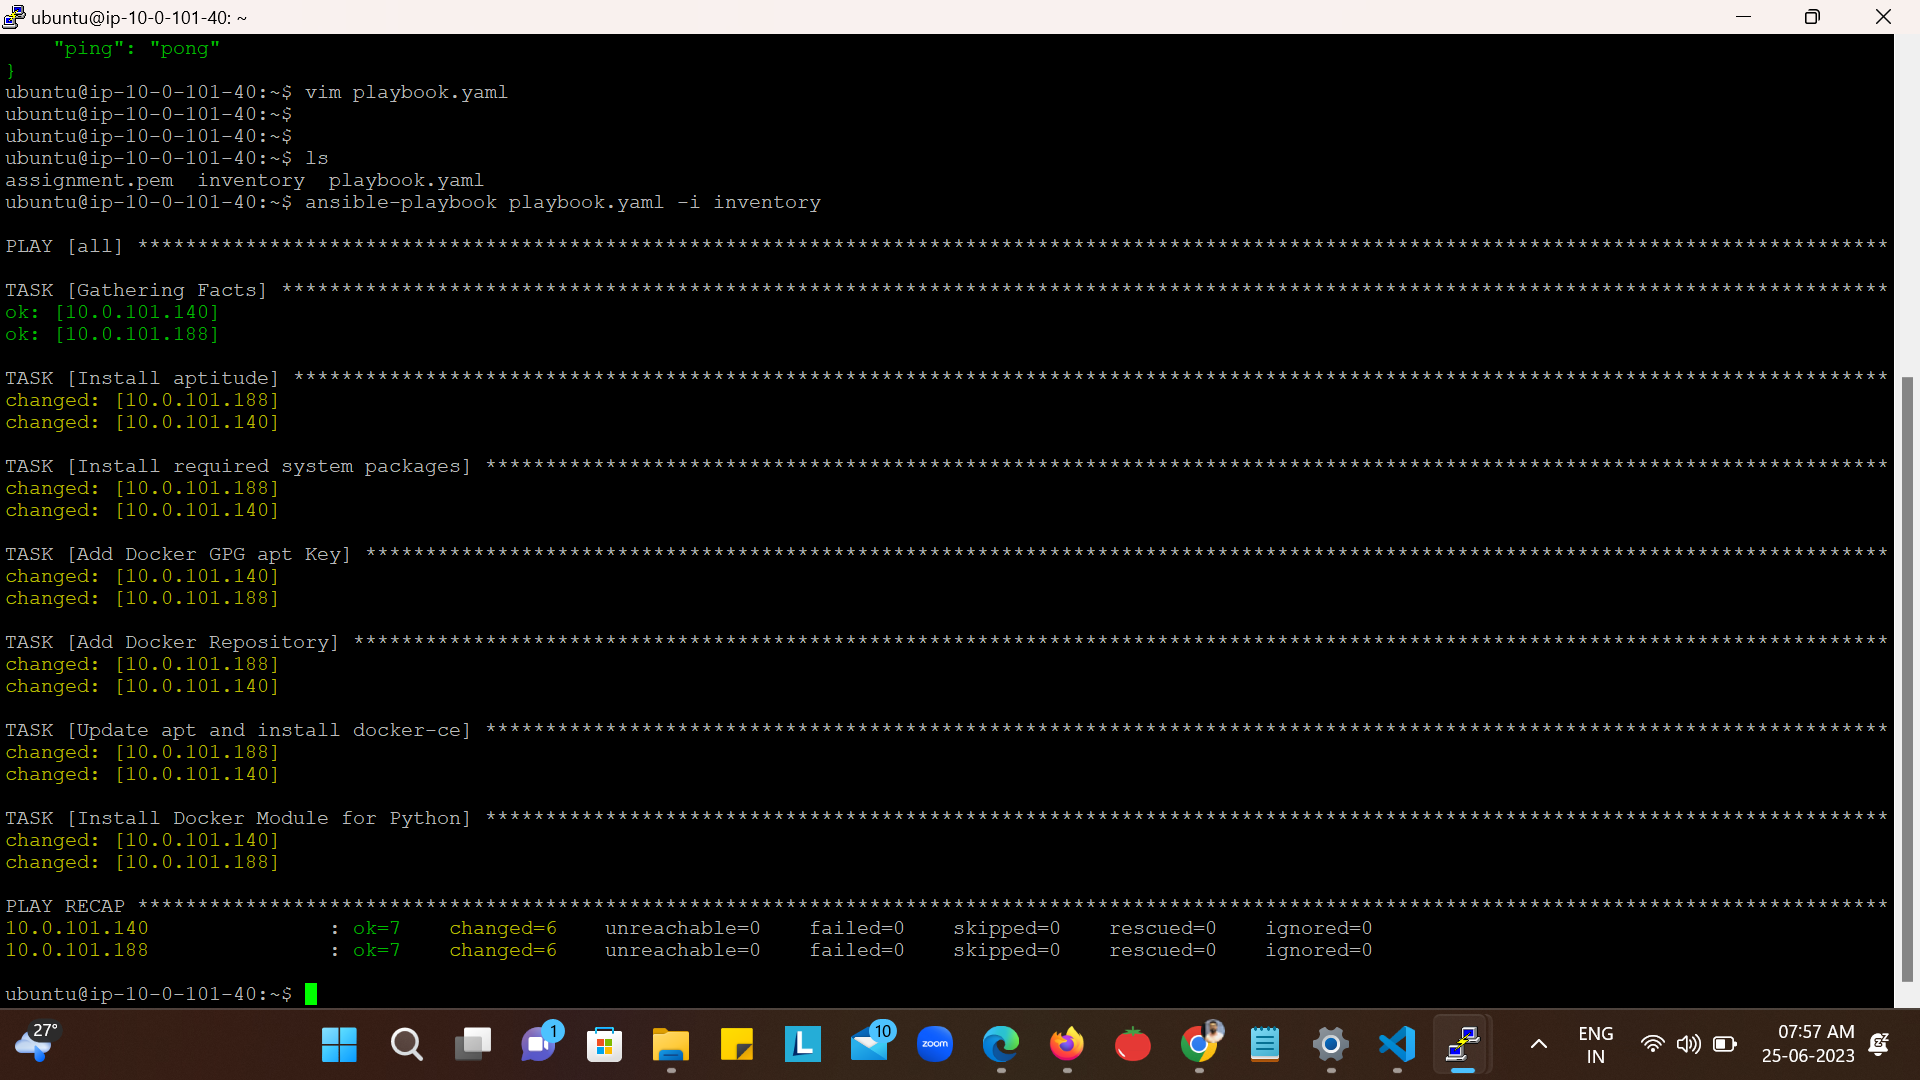 ubuntu@ip-10-0-101-40: ~
    "ping": "pong"
}
ubuntu@ip-10-0-101-40:~$ vim playbook.yaml
ubuntu@ip-10-0-101-40:~$
ubuntu@ip-10-0-101-40:~$
ubuntu@ip-10-0-101-40:~$ ls
assignment.pem  inventory  playbook.yaml
ubuntu@ip-10-0-101-40:~$ ansible-playbook playbook.yaml -i inventory
PLAY [all] **************************************************************************************************************************************************
TASK [Gathering Facts] **************************************************************************************************************************************
ok: [10.0.101.140]
ok: [10.0.101.188]
TASK [Install aptitude] *************************************************************************************************************************************
changed: [10.0.101.188]
changed: [10.0.101.140]
TASK [Install required system packages] *********************************************************************************************************************
changed: [10.0.101.188]
changed: [10.0.101.140]
TASK [Add Docker GPG apt Key] *******************************************************************************************************************************
changed: [10.0.101.140]
changed: [10.0.101.188]
TASK [Add Docker Repository] ********************************************************************************************************************************
changed: [10.0.101.188]
changed: [10.0.101.140]
TASK [Update apt and install docker-ce] *********************************************************************************************************************
changed: [10.0.101.188]
changed: [10.0.101.140]
TASK [Install Docker Module for Python] *********************************************************************************************************************
changed: [10.0.101.140]
changed: [10.0.101.188]
PLAY RECAP **************************************************************************************************************************************************
10.0.101.140               : ok=7    changed=6    unreachable=0    failed=0    skipped=0    rescued=0    ignored=0
10.0.101.188               : ok=7    changed=6    unreachable=0    failed=0    skipped=0    rescued=0    ignored=0
ubuntu@ip-10-0-101-40:~$
27°
1
L
10
zoom
ENG
IN
07:57 AM
25-06-2023